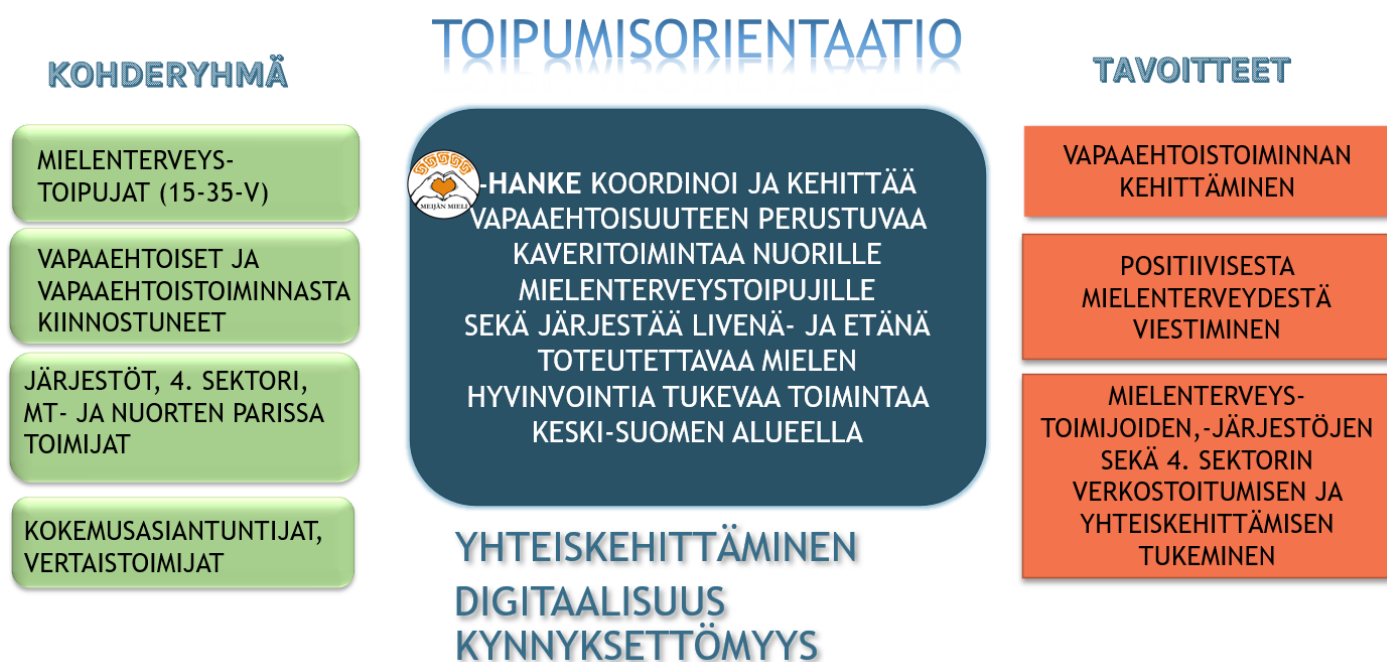 TOIPUMISORIENTAATIO
KOHDERYHMÄ
MIELENTERVEYS-
TOIPUJAT (15-35-V)
VAPAAEHTOISET JA
VAPAAEHTOISTOIMINNASTA
KIINNOSTUNEET
JÄRJESTÖT, 4. SEKTORI,
MT- JA NUORTEN PARISSA
TOIMIJAT
KOKEMUSASIANTUNTIJAT,
VERTAISTOIMIJAT
MEIJÄN MIELI
-HANKE KOORDINOI JA KEHITTÄÄ
VAPAAEHTOISUUTEEN PERUSTUVAA
KAVERITOIMINTAA NUORILLE
MIELENTERVEYSTOIPUJILLE
SEKÄ JÄRJESTÄÄ LIVENÄ- JA ETÄNÄ
TOTEUTETTAVAA MIELEN
HYVINVOINTIA TUKEVAA TOIMINTAA
KESKI-SUOMEN ALUEELLA
YHTEISKEHITTÄMINEN
DIGITAALISUUS
KYNNYKSETTÖMYYS
TAVOITTEET
VAPAAEHTOISTOIMINNAN
KEHITTÄMINEN
POSITIIVISESTA
MIELENTERVEYDESTÄ
VIESTIMINEN
MIELENTERVEYS-
TOIMIJOIDEN,-JÄRJESTÖJEN
SEKÄ 4. SEKTORIN
VERKOSTOITUMISEN JA
YHTEISKEHITTÄMISEN
TUKEMINEN